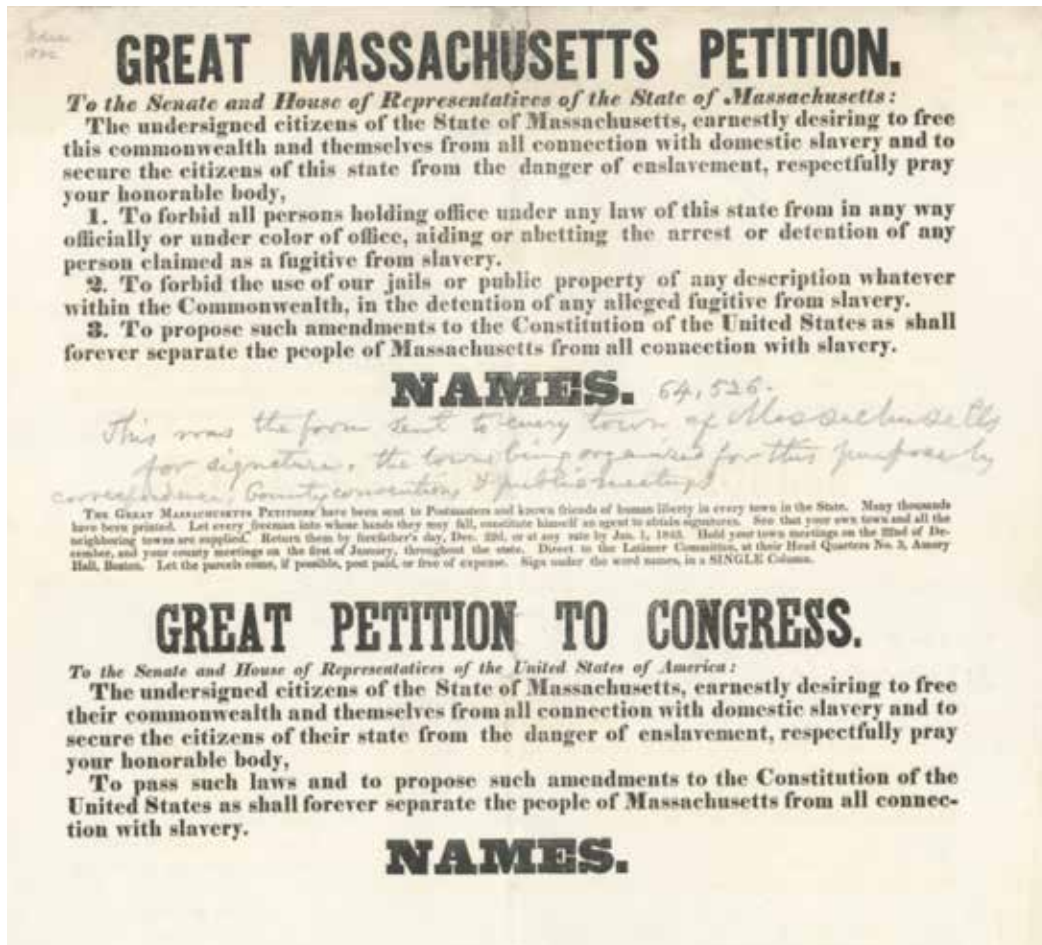 GREAT MASSACHUSETTS PETITION.
To the Senate and House of Representatives of the State of Massachusetts:
The undersigned citizens of the State of Massachusetts, earnestly desiring to free
this commonwealth and themselves from all connection with domestic slavery and to
secure the citizens of this state from the danger of enslavement, respectfully pray
your honorable body,
1. To forbid all persons holding office under any law of this state from in any way
officially or under color of office, aiding or abetting the arrest or detention of any
person claimed as a fugitive from slavery.
2. To forbid the use of our jails or public property of any description whatever
within the Commonwealth, in the detention of any alleged fugitive from slavery.
3. To propose such amendments to the Constitution of the United States as shall
forever separate the people of Massachusetts from all connection with slavery.
NAMES. 64,526.
This was the form sent to every town of Massachusetts
for signature, the towns being organized for this purpose by
correspondence, County conventions & public meetings
THE GREAT MASSACHUSETTS PETITIONS have been sent to Postmasters and known friends of human liberty in every town in the State. Many thousands
have been printed. Let every freeman into whose hands they may fall, constitute himself an agent to obtain signatures. See that your own town and all the
neighboring towns are supplied. Return them by forefather's day, Dec. 22d, or at any rate by Jan. 1, 1843. Hold your town meetings on the 22nd of De-
cember, and your county meetings on the first of January, throughout the state. Direct to the Latimer Committee, at their Head Quarters No. 3, Amory
Hall, Boston. Let the parcels come, if possible, post paid, or free of expense. Sign under the word names, in a SINGLE Column.
GREAT PETITION TO CONGRESS.
To the Senate and House of Representatives of the United States of America:
The undersigned citizens of the State of Massachusetts, earnestly desiring to free
their commonwealth and themselves from all connection with domestic slavery and to
secure the citizens of their state from the danger of enslavement, respectfully pray
your honorable body,
To pass such laws and to propose such amendments to the Constitution of the
United States as shall forever separate the people of Massachusetts from all connec-
tion with slavery.
NAMES.